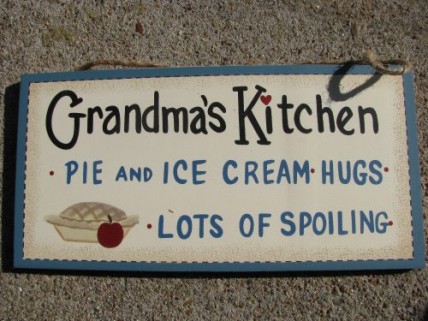 Grandma's Kitchen
• PIE AND ICE CREAM • HUGS •
• LOTS OF SPOILING •